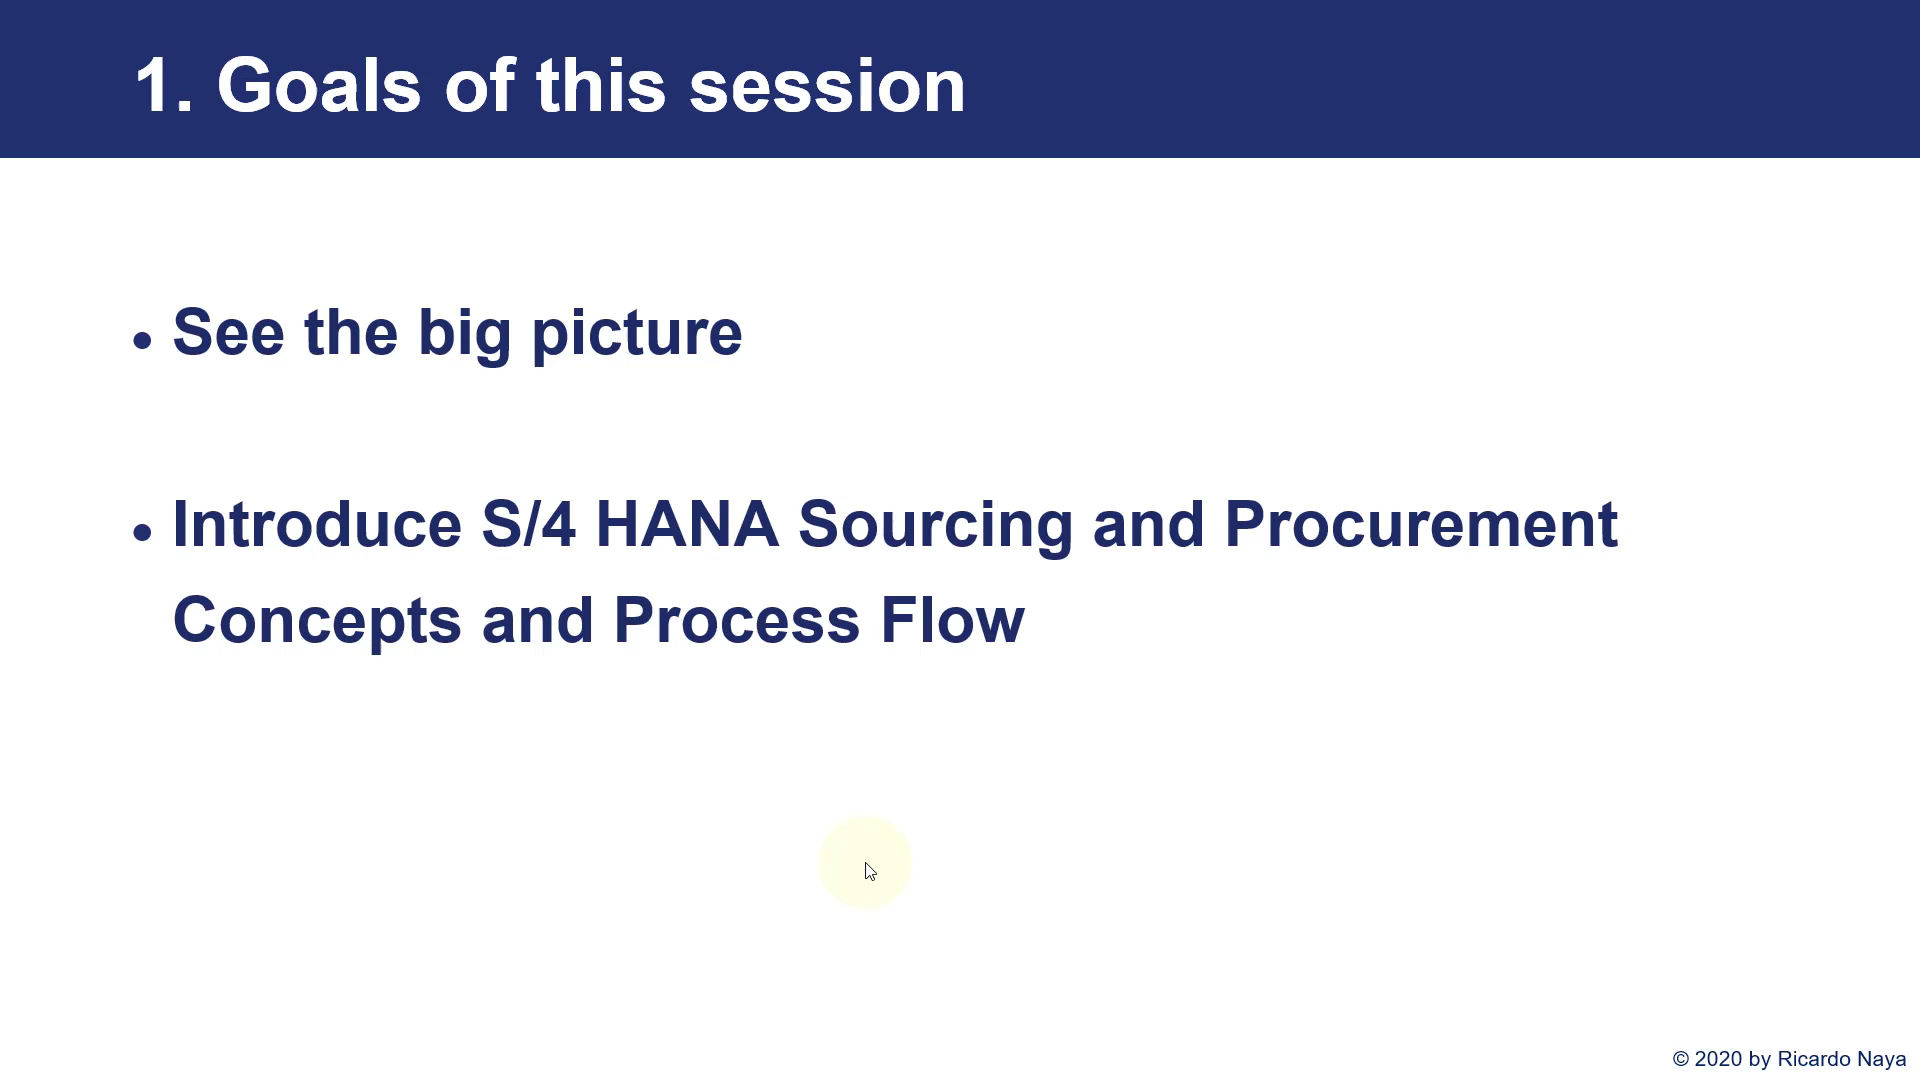 1. Goals of this session
• See the big picture
• Introduce S/4 HANA Sourcing and Procurement
Concepts and Process Flow
© 2020 by Ricardo Naya